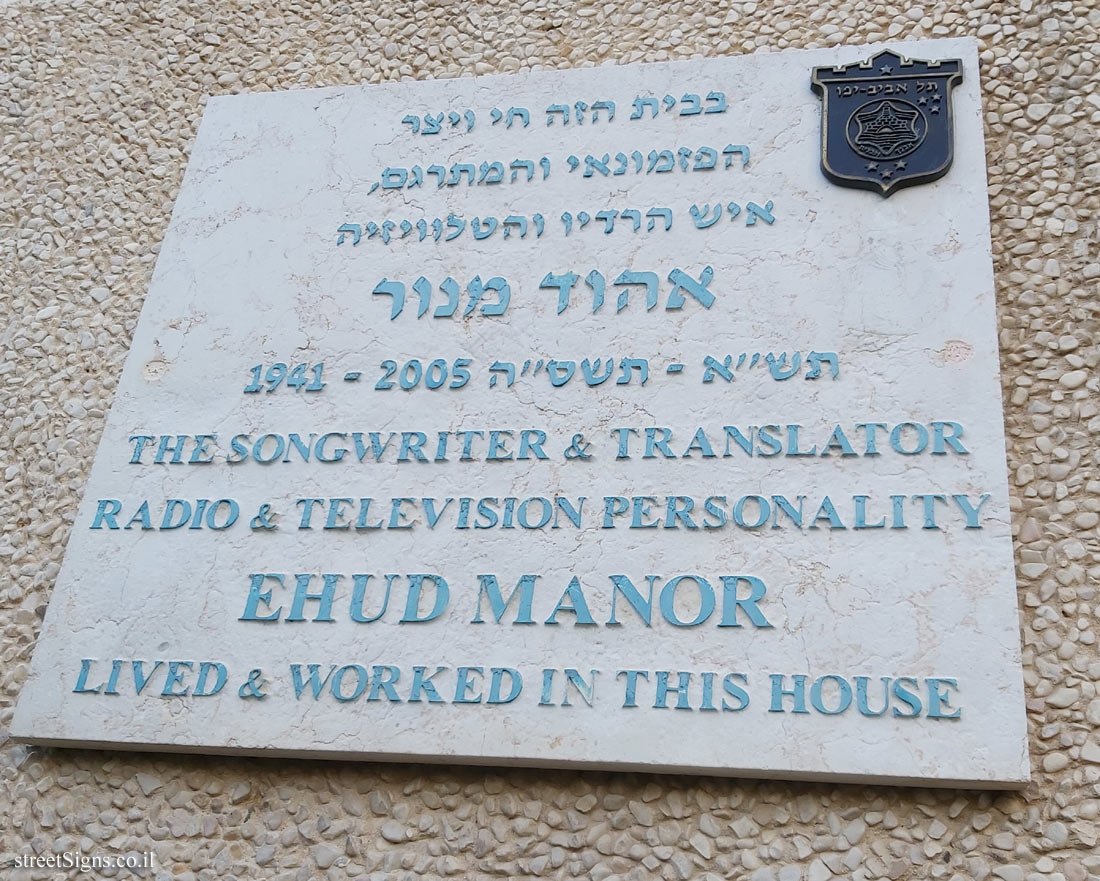 תל אביב-יפו
בבית הזה חי ויצר
הפזמונאי והמתרגם,
איש הרדיו והטלוויזיה
אהוד מנור
תש״א - תשס״ה 2005 - 1941
THE SONGWRITER & TRANSLATOR
RADIO & TELEVISION PERSONALITY
EHUD MANOR
LIVED & WORKED IN THIS HOUSE
streetSigns.co.il